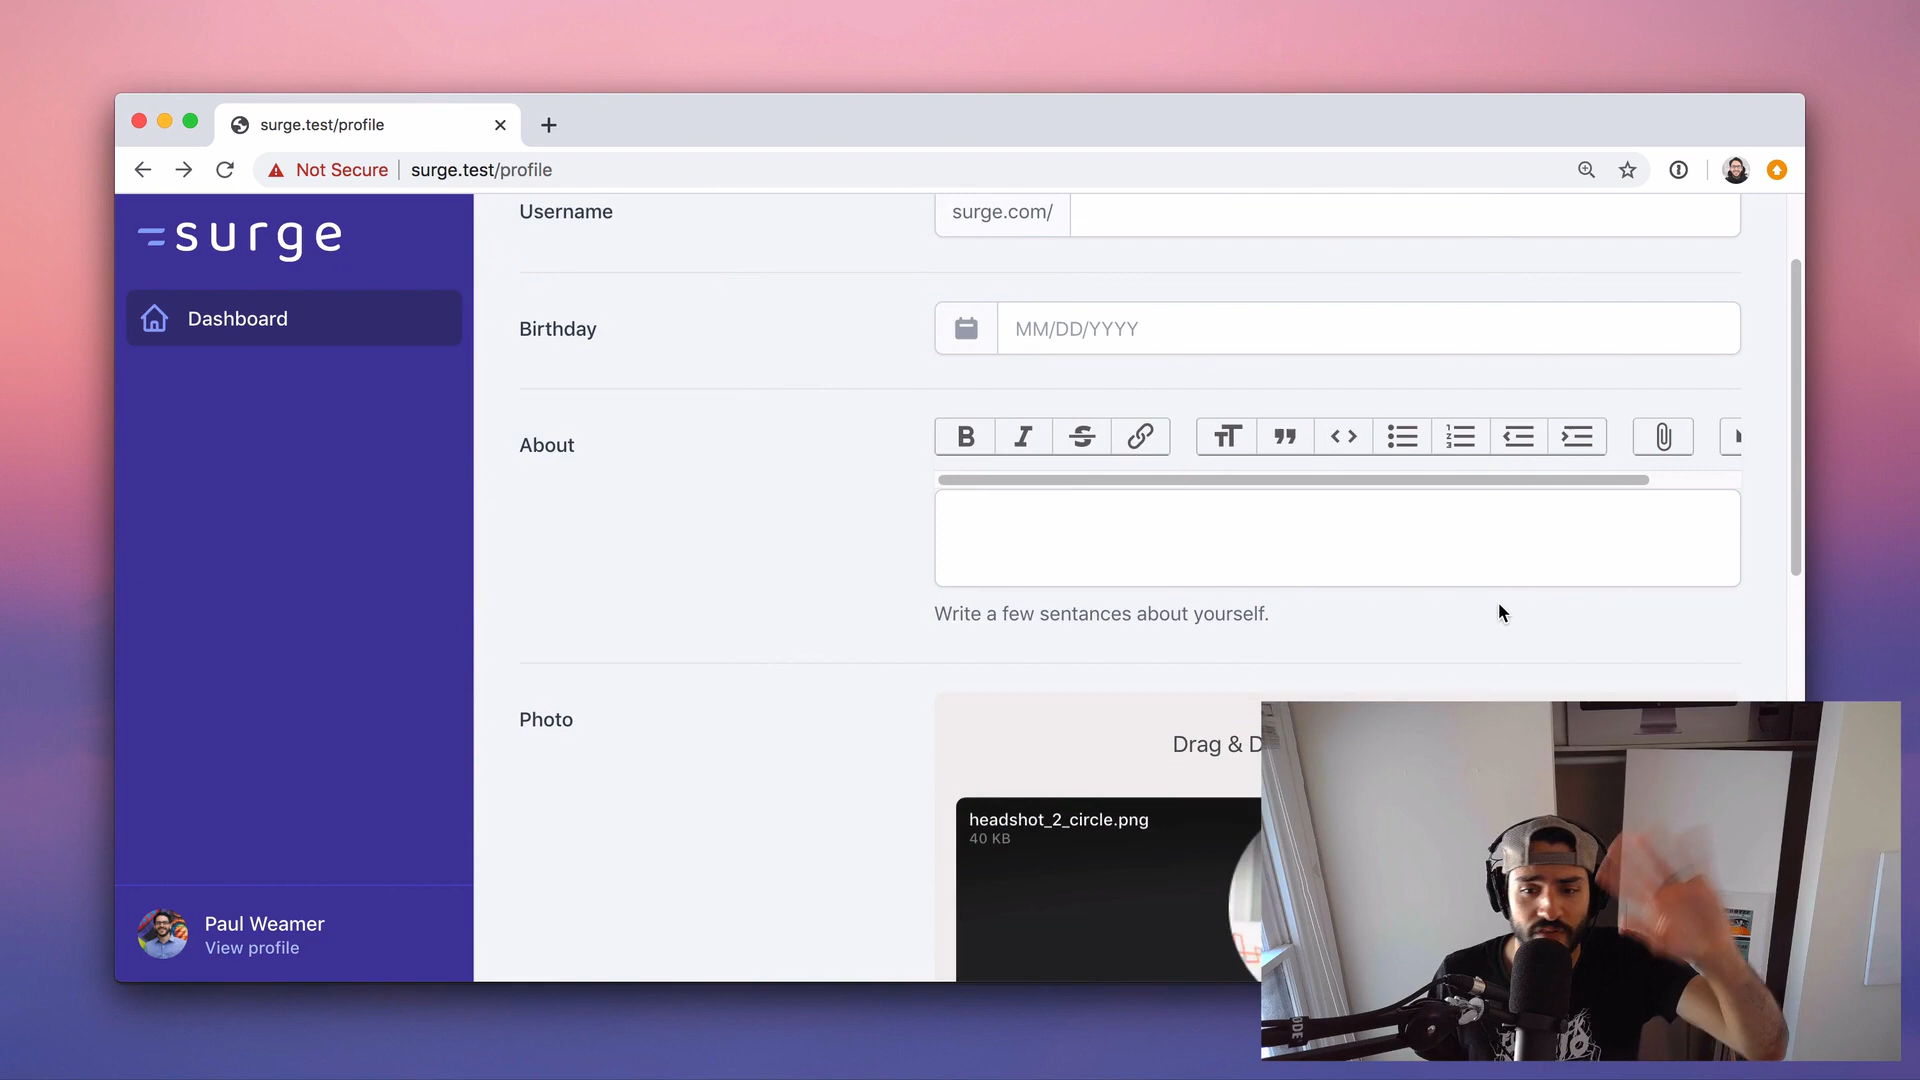 surge.test/profile
Not Secure
surge.test/profile
surge
Dashboard
Username
surge.com/
Birthday
MM/DD/YYYY
About
Write a few sentences about yourself.
Photo
Drag & D
headshot_2_circle.png
40 KB
Paul Weamer
View profile